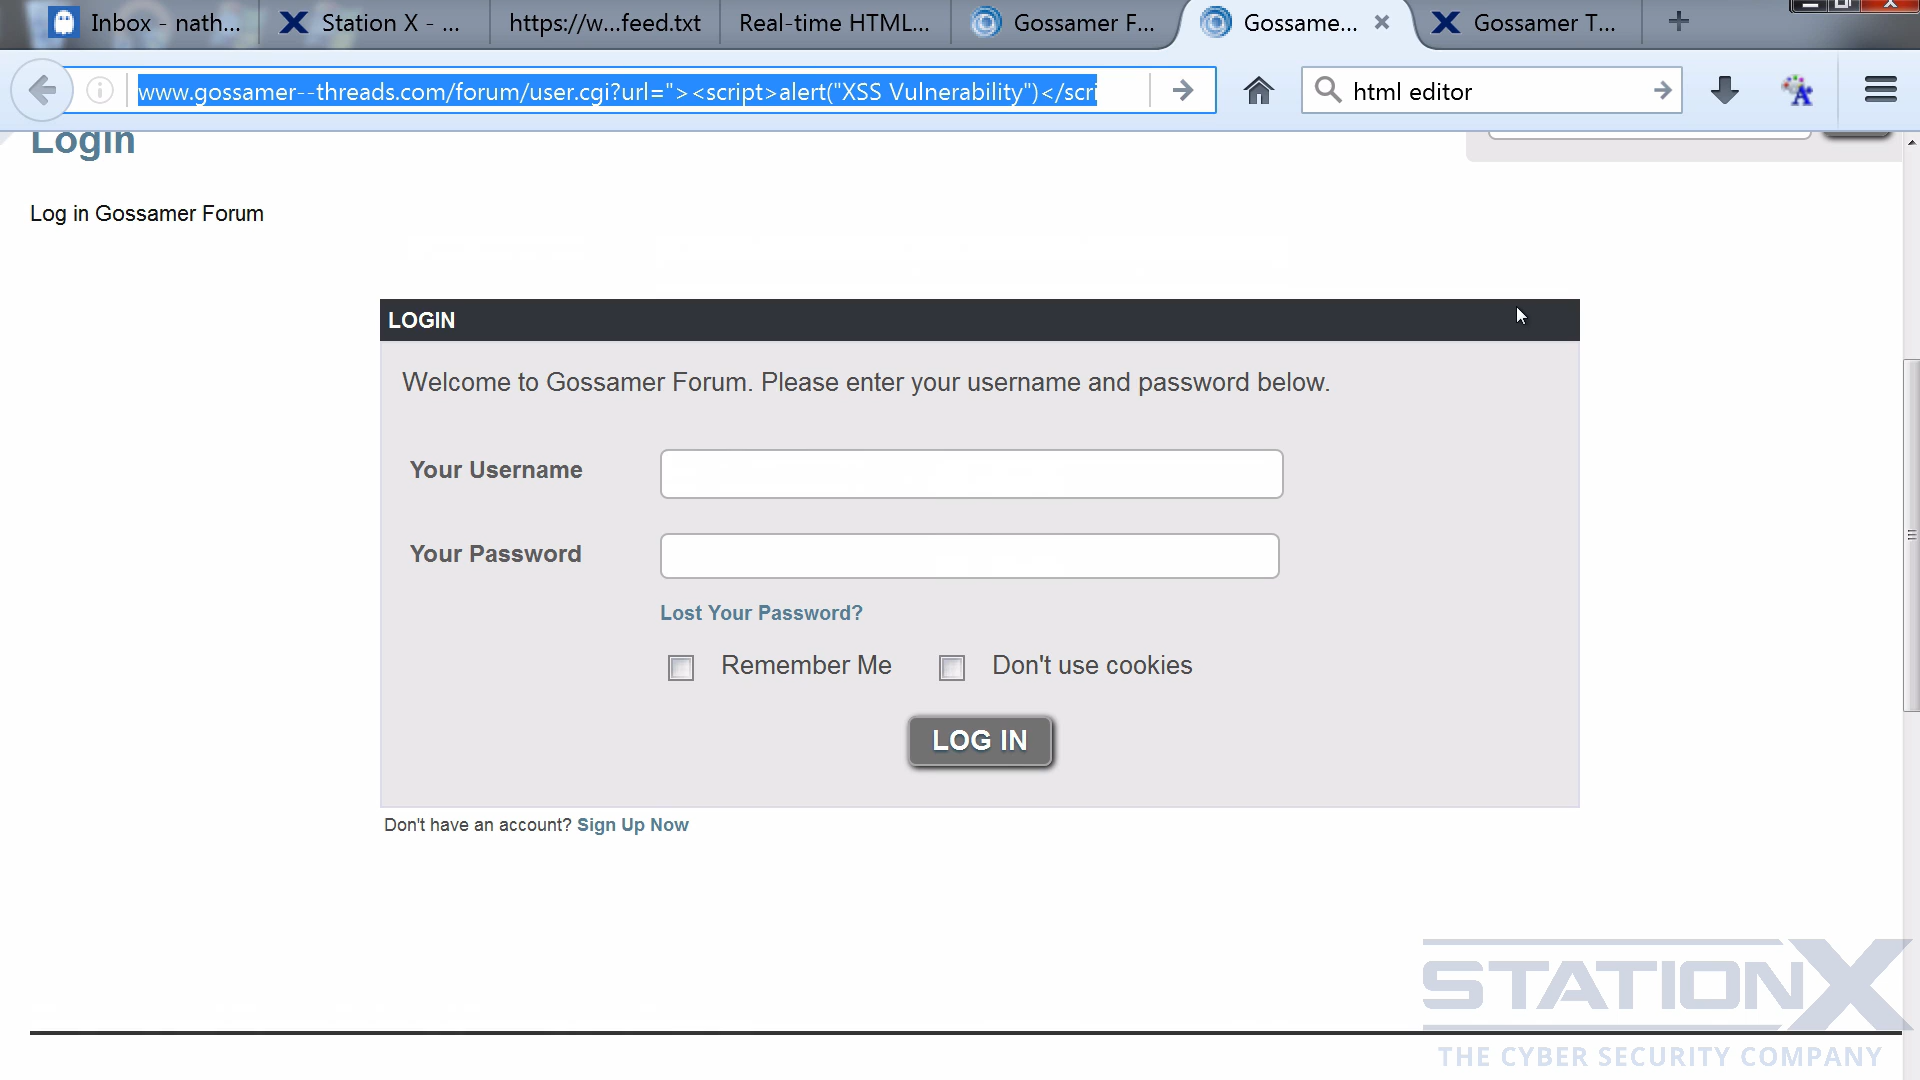 Inbox - nath...
Station X - ...
https://w...feed.txt
Real-time HTML...
Gossamer F...
Gossame...
Gossamer T...
www.gossamer--threads.com/forum/user.cgi?url="><script>alert("XSS Vulnerability")</scri
html editor
Login
Log in Gossamer Forum
LOGIN
Welcome to Gossamer Forum. Please enter your username and password below.
Your Username
Your Password
Lost Your Password?
Remember Me
Don't use cookies
LOG IN
Don't have an account? Sign Up Now
STATIONX
THE CYBER SECURITY COMPANY